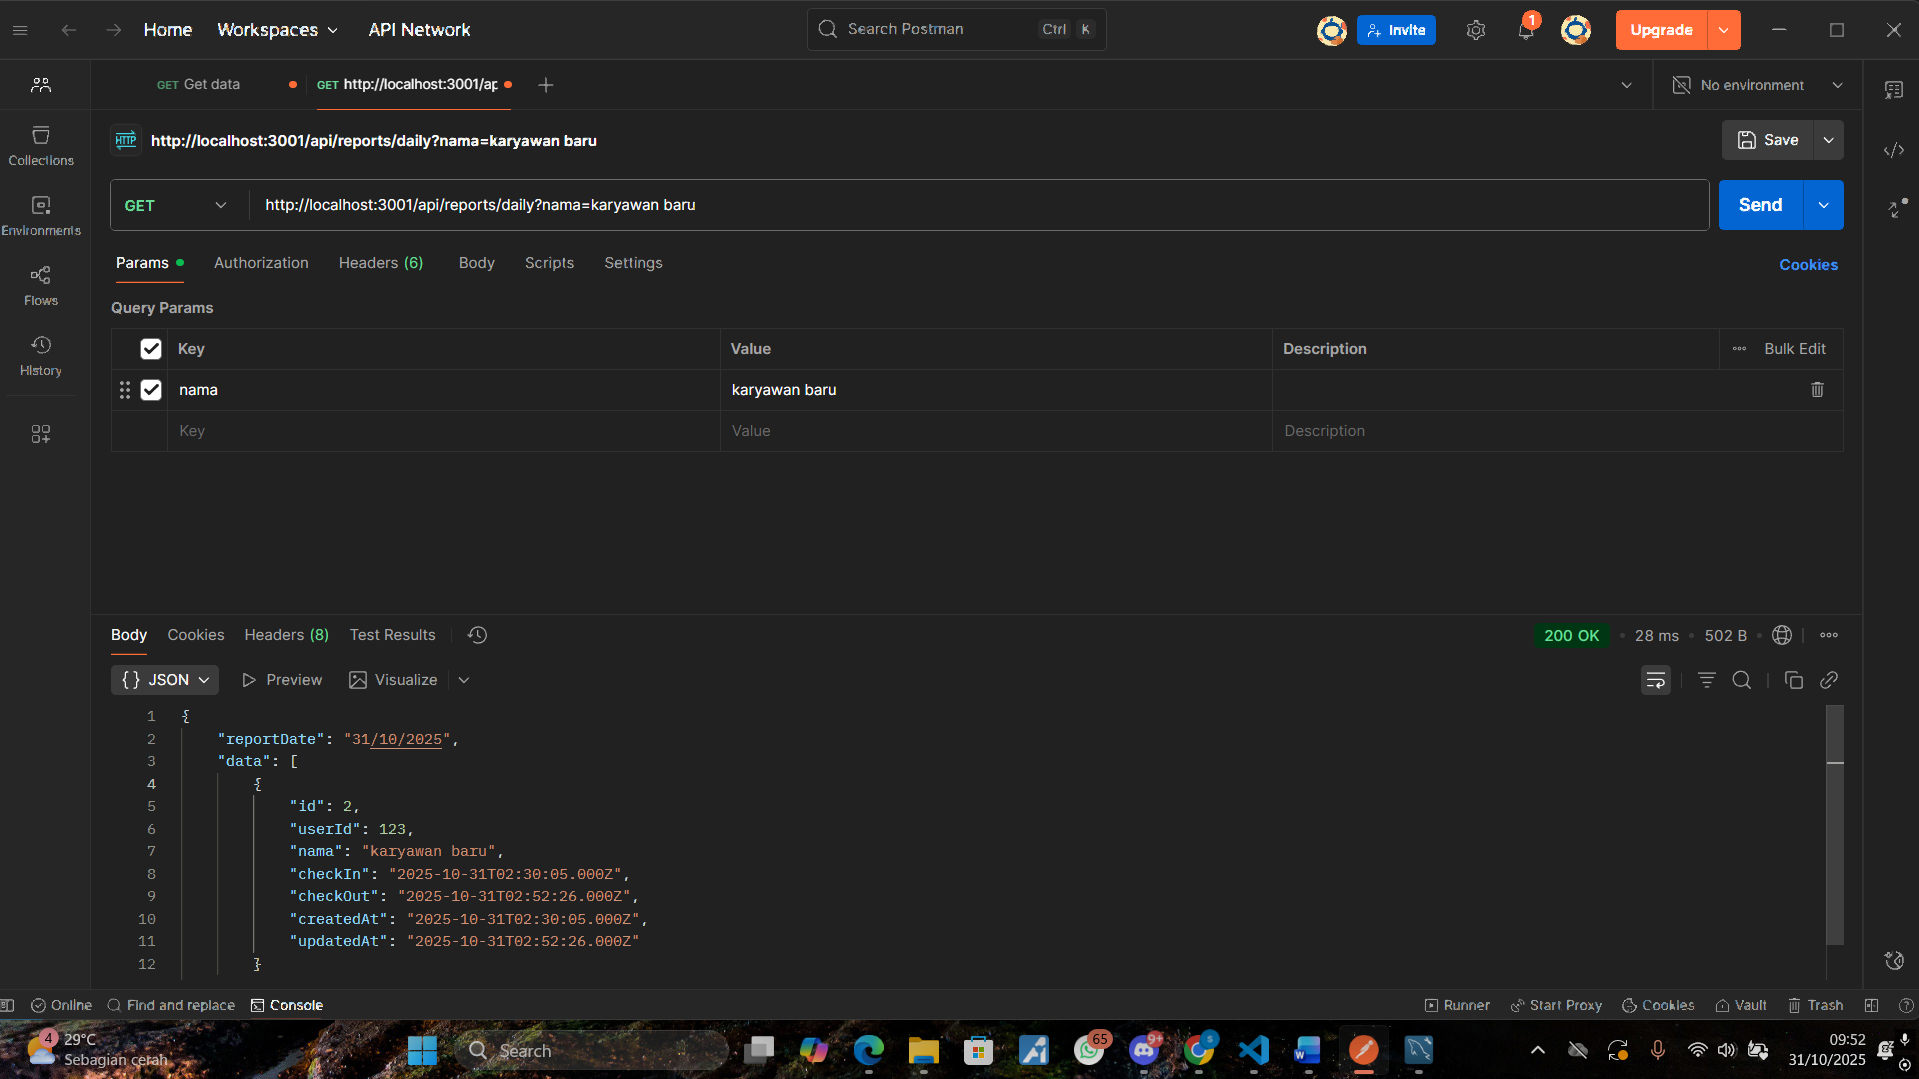 Home
Workspaces
API Network
Search Postman
Ctrl
K
Invite
1
Upgrade
GET Get data
GET http://localhost:3001/ap
No environment
HTTP
http://localhost:3001/api/reports/daily?nama=karyawan baru
Save
Collections
GET
http://localhost:3001/api/reports/daily?nama=karyawan baru
Send
Environments
Params
Authorization
Headers (6)
Body
Scripts
Settings
Cookies
Flows
Query Params
Key
Value
Description
Bulk Edit
History
nama
karyawan baru
Key
Value
Description
Body
Cookies
Headers (8)
Test Results
200 OK
28 ms
502 B
{} JSON
Preview
Visualize
1 {
2 "reportDate": "31/10/2025",
3 "data": [
4 {
5 "id": 2,
6 "userId": 123,
7 "nama": "karyawan baru",
8 "checkIn": "2025-10-31T02:30:05.000Z",
9 "checkOut": "2025-10-31T02:52:26.000Z",
10 "createdAt": "2025-10-31T02:30:05.000Z",
11 "updatedAt": "2025-10-31T02:52:26.000Z"
12 }
Online
Find and replace
Console
Runner
Start Proxy
Cookies
Vault
Trash
4
29°C
Sebagian cerah
Search
65
9+
09:52
31/10/2025